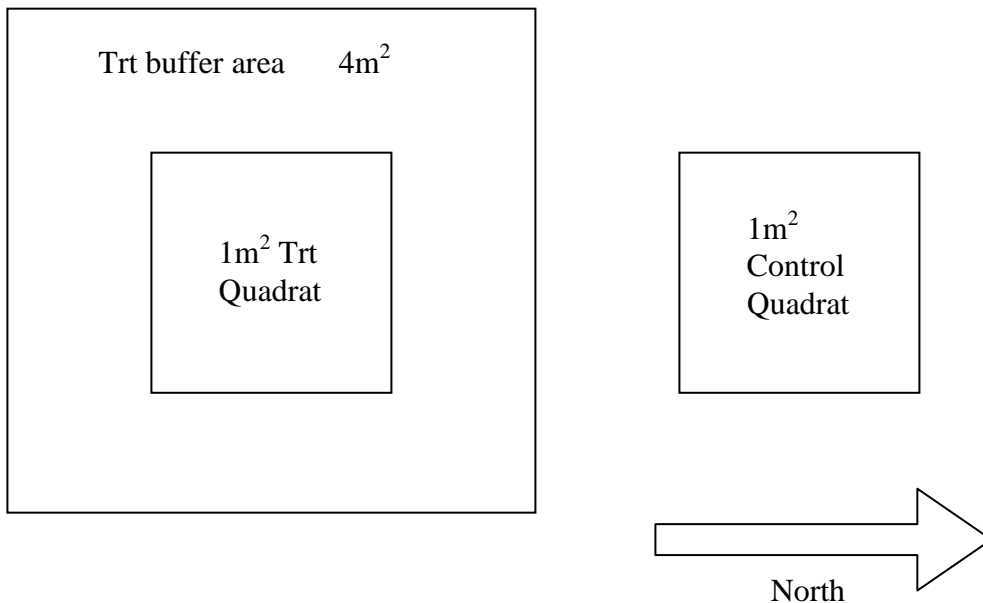 Trt buffer area 4m²
1m² Trt
Quadrat
1m²
Control
Quadrat
North